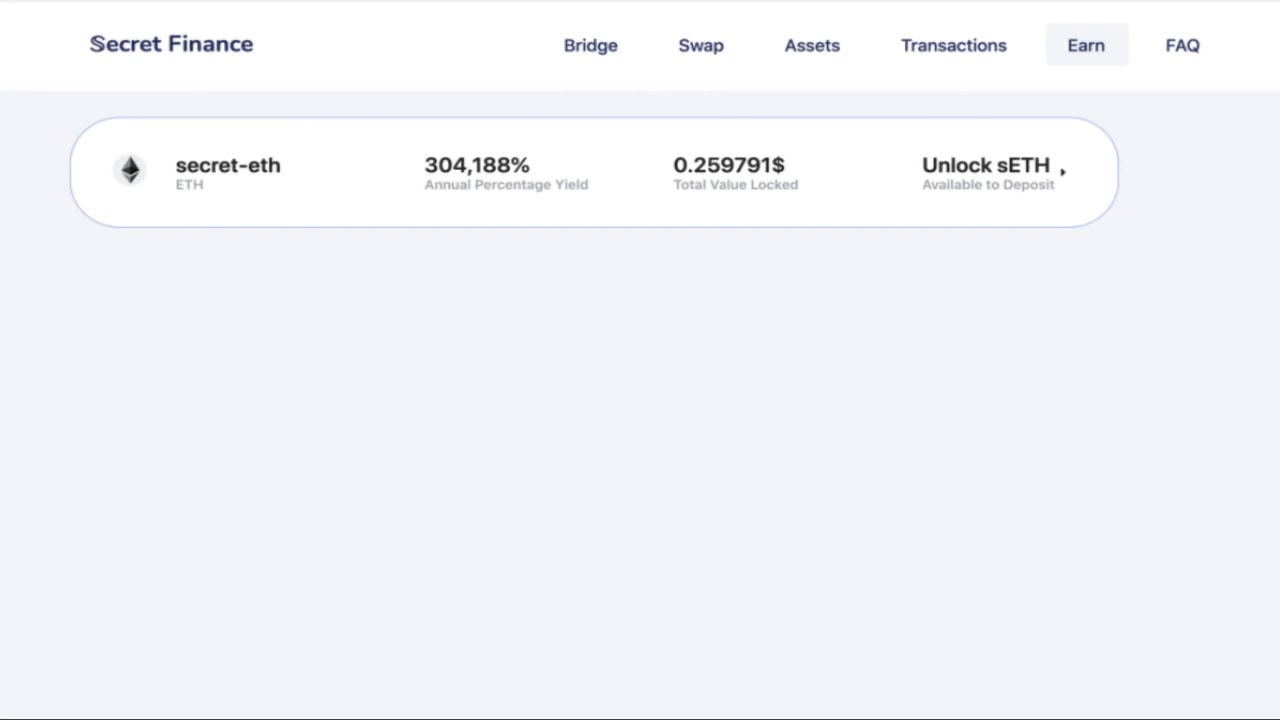 Secret Finance
Bridge Swap Assets Transactions Earn FAQ
secret-eth 304,188% 0.259791$ Unlock sETH
ETH Annual Percentage Yield Total Value Locked Available to Deposit